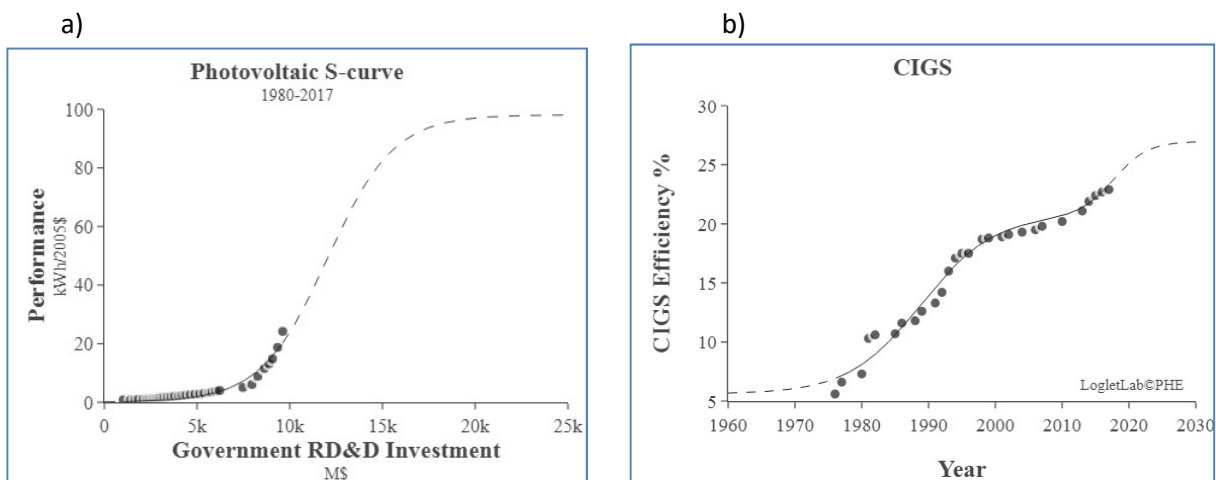 a)
b)
Photovoltaic S-curve
1980-2017
100
80
60
40
20
0
Performance
kWh/2005$
0 5k 10k 15k 20k 25k
Government RD&D Investment
M$
CIGS
30
25
20
15
10
5
CIGS Efficiency %
LogletLab©PHE
1960 1970 1980 1990 2000 2010 2020 2030
Year